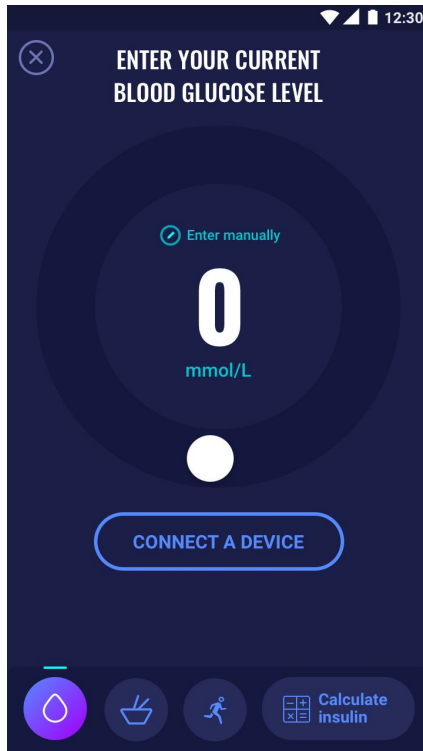 12:30
ENTER YOUR CURRENT
BLOOD GLUCOSE LEVEL
Enter manually
0
mmol/L
CONNECT A DEVICE
Calculate
insulin